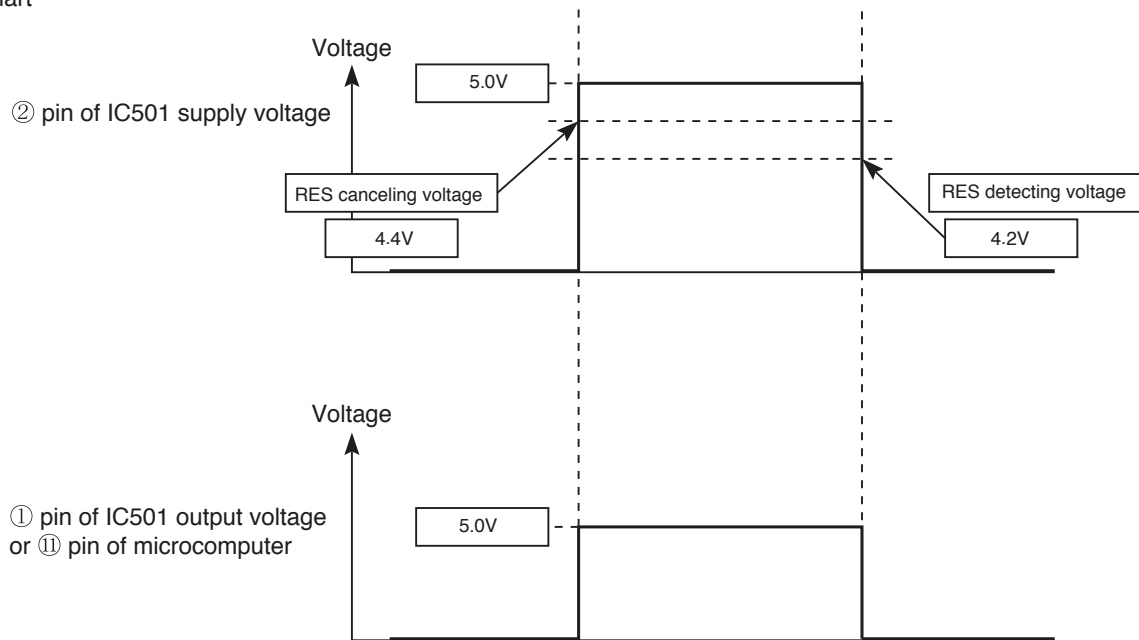 Voltage
5.0V
② pin of IC501 supply voltage
RES canceling voltage
RES detecting voltage
4.4V
4.2V
Voltage
① pin of IC501 output voltage
5.0V
or ⑪ pin of microcomputer